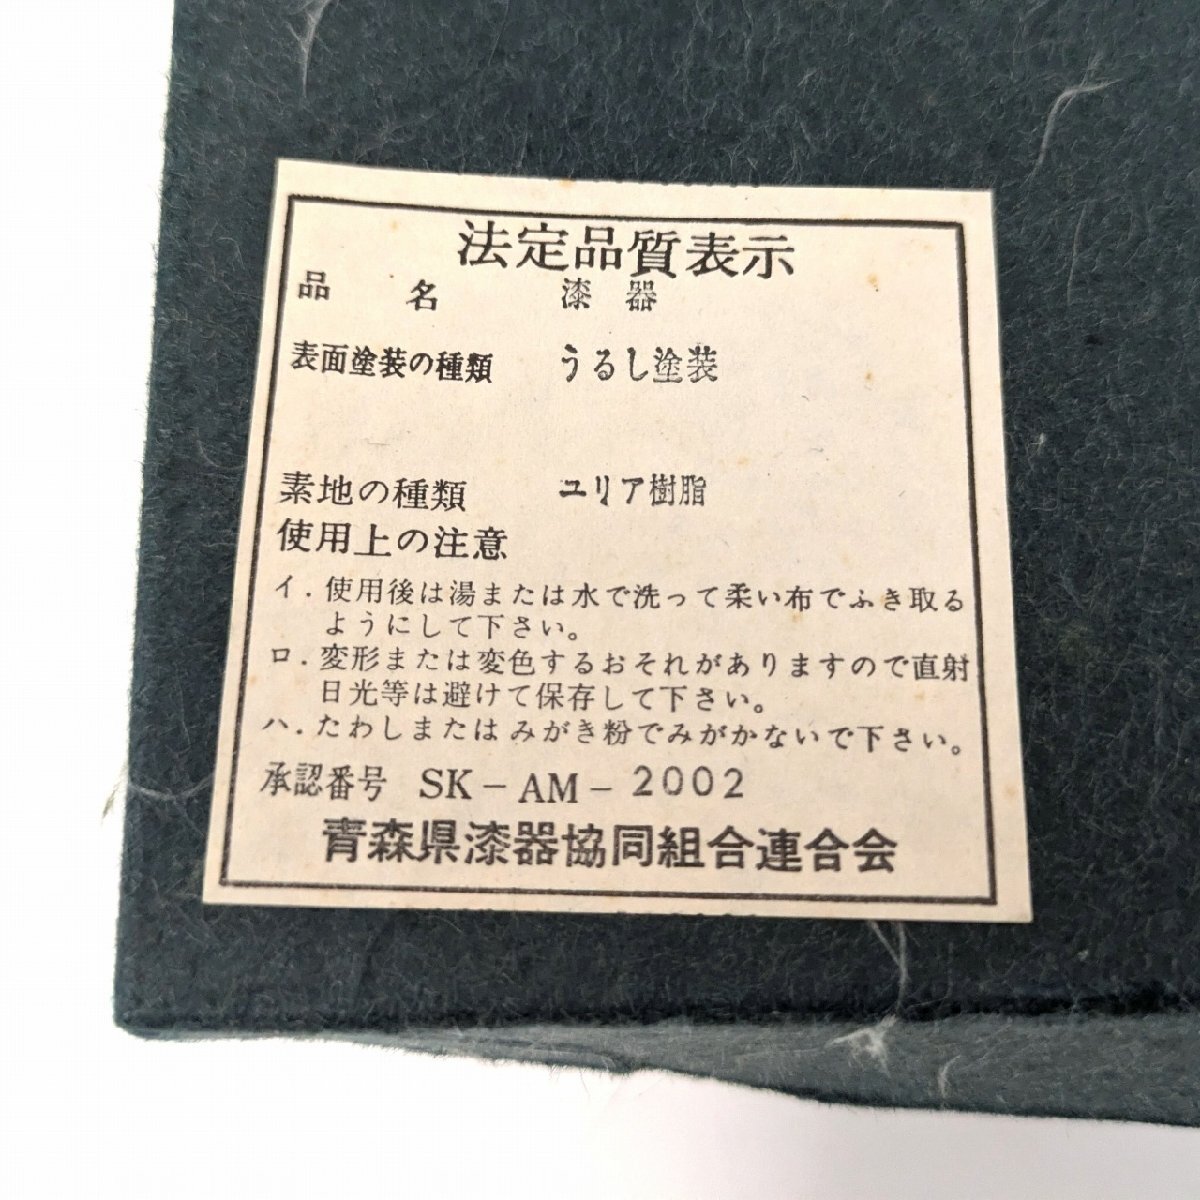 法定品質表示
品名 漆器
表面塗装の種類 うるし塗装
素地の種類 ユリア樹脂
使用上の注意
イ.使用後は湯または水で洗って柔い布でふき取る
ようにして下さい。
ロ.変形または変色するおそれがありますので直射
日光等は避けて保存して下さい。
ハ.たわしまたはみがき粉でみがかないで下さい。
承認番号 SK-AM-2002
青森県漆器協同組合連合会